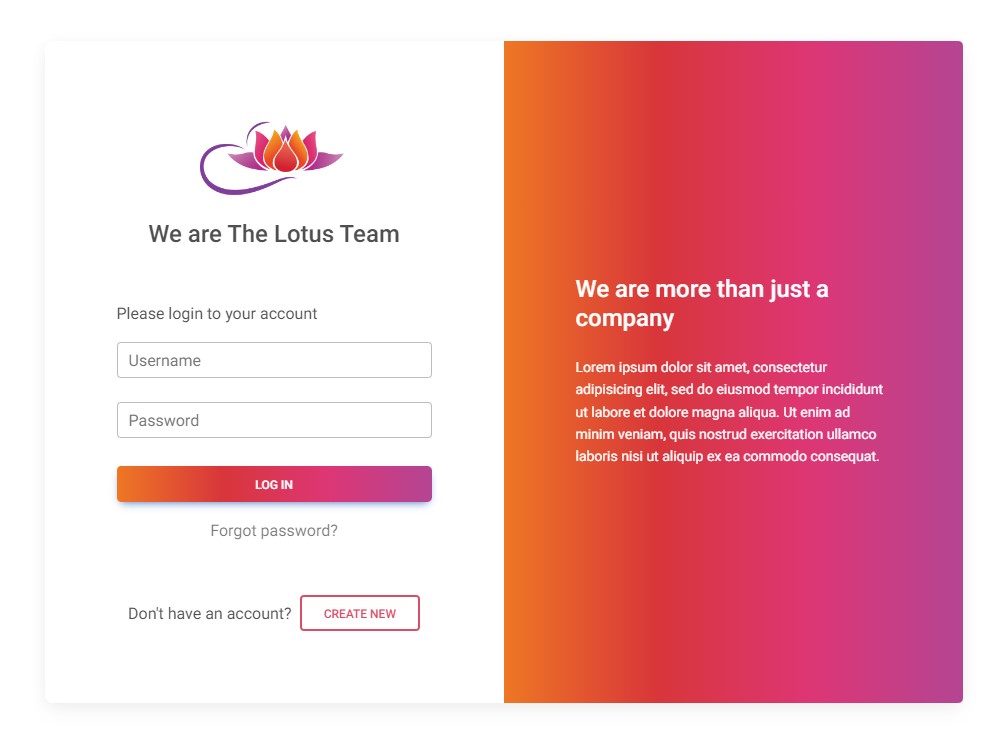 We are The Lotus Team
Please login to your account
Username
Password
LOG IN
Forgot password?
Don't have an account?
CREATE NEW
We are more than just a
company
Lorem ipsum dolor sit amet, consectetur
adipisicing elit, sed do eiusmod tempor incididunt
ut labore et dolore magna aliqua. Ut enim ad
minim veniam, quis nostrud exercitation ullamco
laboris nisi ut aliquip ex ea commodo consequat.